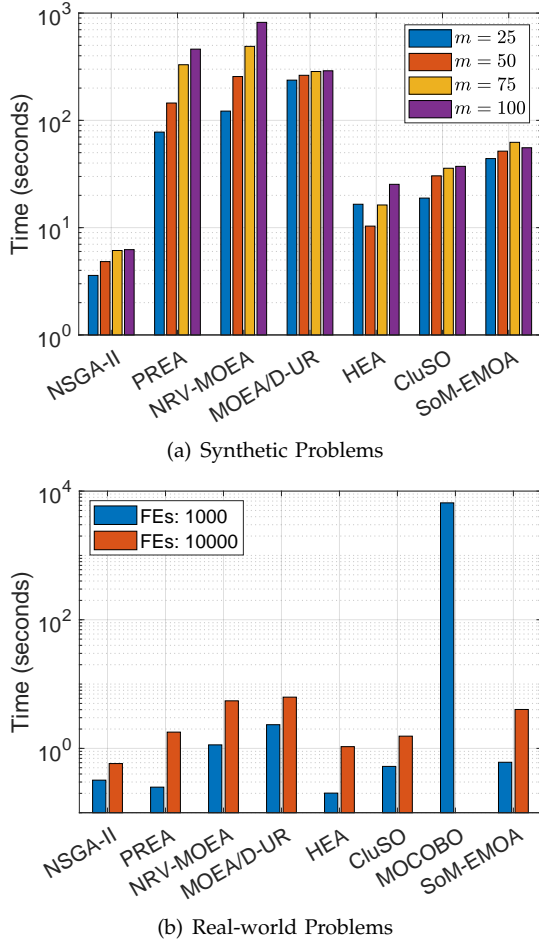 10^3
10^2
10^1
10^0
Time (seconds)
m = 25
m = 50
m = 75
m = 100
NSGA-II
PREA
NRV-MOEA
MOEA/D-UR
HEA
CluSO
SoM-EMOA
(a) Synthetic Problems
10^4
10^2
10^0
Time (seconds)
FEs: 1000
FEs: 10000
NSGA-II
PREA
NRV-MOEA
MOEA/D-UR
HEA
CluSO
MOCOBO
SoM-EMOA
(b) Real-world Problems